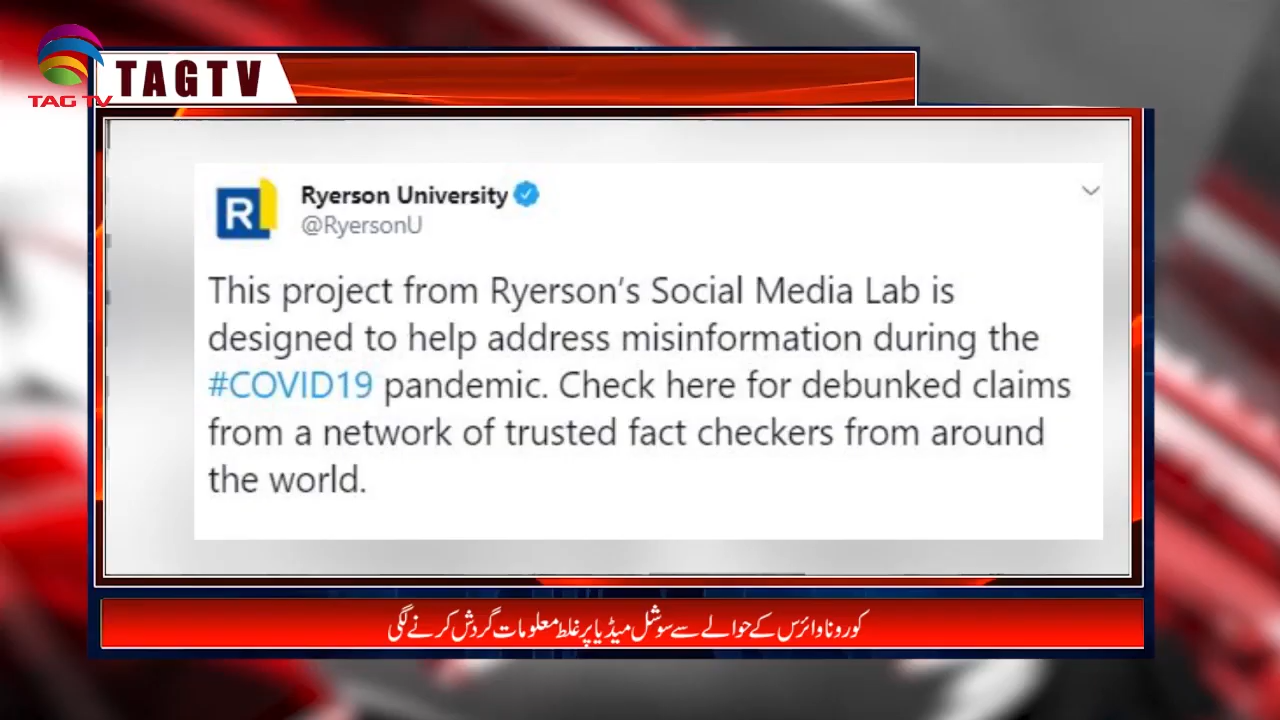 TAGTV
TAG TV
R
Ryerson University
@RyersonU
This project from Ryerson's Social Media Lab is
designed to help address misinformation during the
#COVID19 pandemic. Check here for debunked claims
from a network of trusted fact checkers from around
the world.
کورونا وائرس کے حوالے سے سوشل میڈیا پر غلط معلومات گردش کرنے لگی